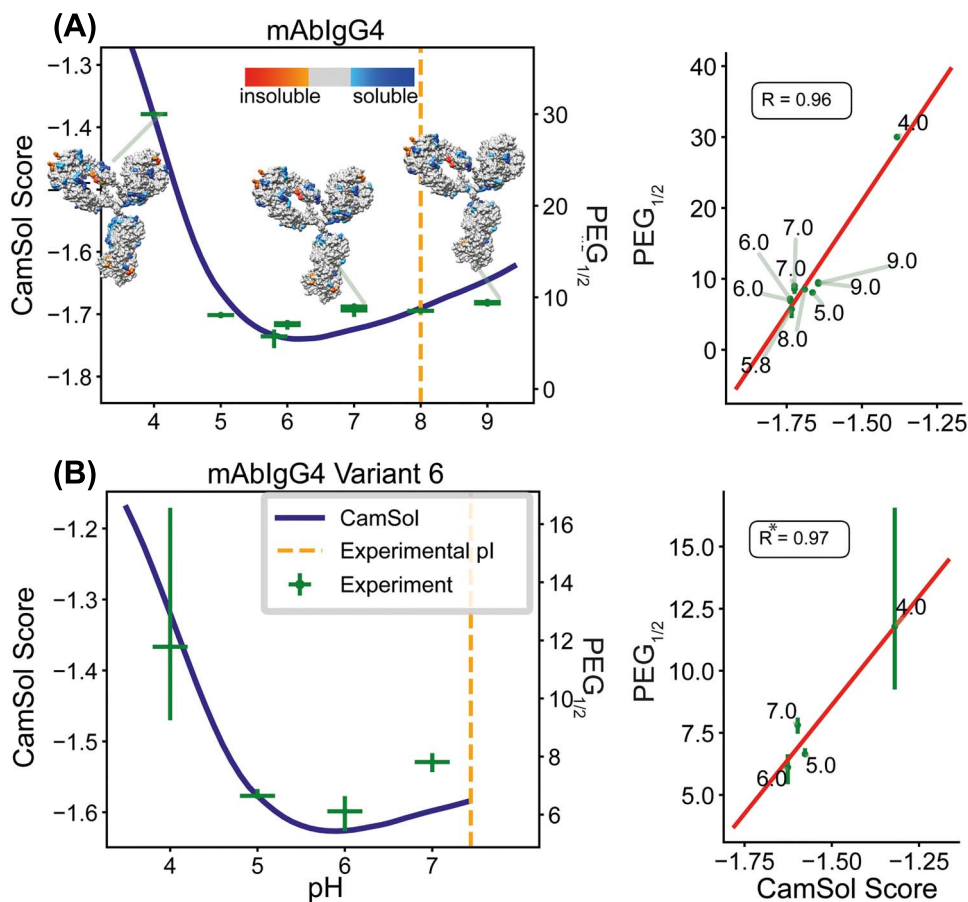 (A)
mAbIgG4
insoluble soluble
CamSol Score
−1.3
−1.4
−1.6
−1.7
−1.8
4 5 6 7 8 9
30
20
10
0
PEG1/2
R = 0.96
PEG1/2
40
30
20
10
0
4.0
7.0
6.0
7.0
9.0
6.0
9.0
5.0
8.0
5.8
−1.75 −1.50 −1.25
(B)
mAbIgG4 Variant 6
CamSol
Experimental pI
Experiment
CamSol Score
−1.2
−1.3
−1.4
−1.5
−1.6
4 5 6 7
pH
16
14
12
10
8
6
PEG1/2
R* = 0.97
PEG1/2
15.0
12.5
10.0
7.5
5.0
4.0
7.0
5.0
6.0
−1.75 −1.50 −1.25
CamSol Score